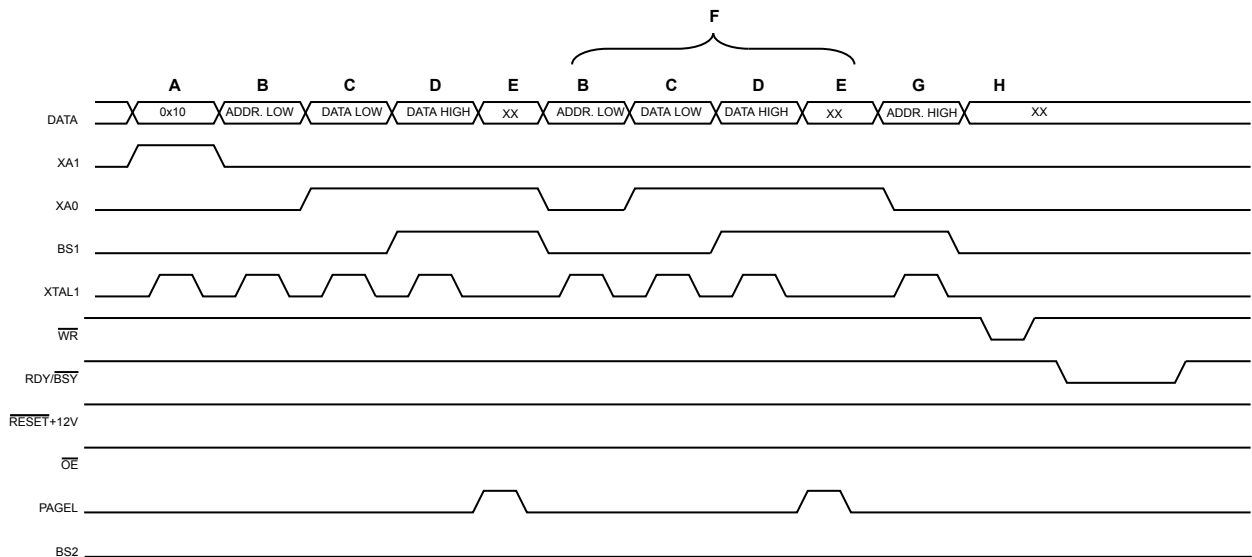 F
A B C D E B C D E G H
DATA 0x10 ADDR. LOW DATA LOW DATA HIGH XX ADDR. LOW DATA LOW DATA HIGH XX ADDR. HIGH XX
XA1
XA0
BS1
XTAL1
WR
RDY/BSY
RESET+12V
OE
PAGEL
BS2